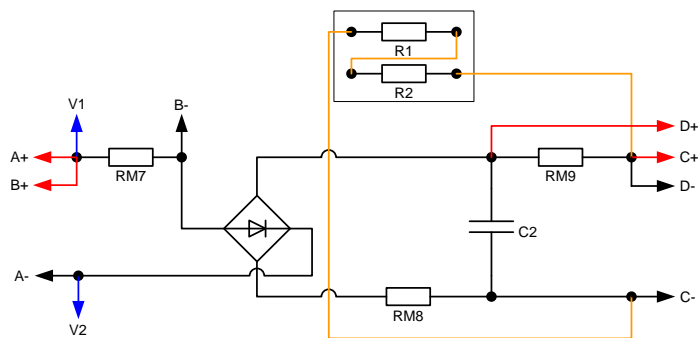 R1
R2
V1
B-
D+
A+
C+
RM7
RM9
B+
D-
C2
A-
C-
RM8
V2